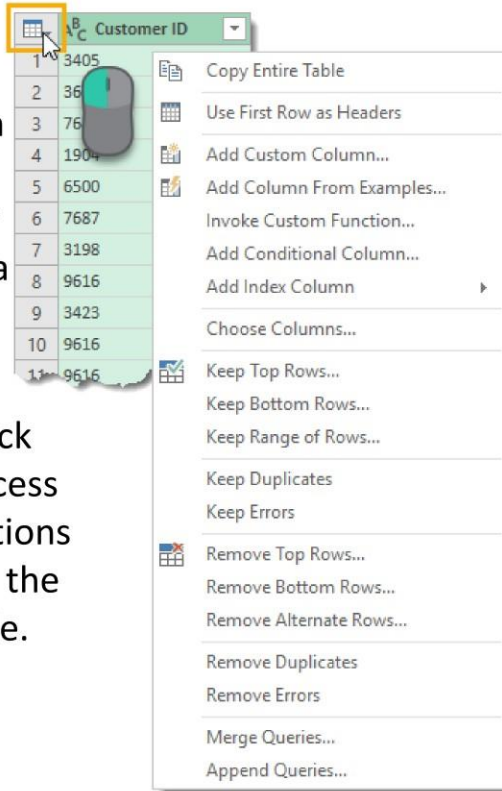 Customer ID
1 3405
2 36
3 76
4 1904
5 6500
6 7687
7 3198
a
8 9616
9 3423
10 9616
11 9616
ck
cess
tions
the
e.
Copy Entire Table
Use First Row as Headers
Add Custom Column...
Add Column From Examples...
Invoke Custom Function...
Add Conditional Column...
Add Index Column
Choose Columns...
Keep Top Rows...
Keep Bottom Rows...
Keep Range of Rows...
Keep Duplicates
Keep Errors
Remove Top Rows...
Remove Bottom Rows...
Remove Alternate Rows...
Remove Duplicates
Remove Errors
Merge Queries...
Append Queries...